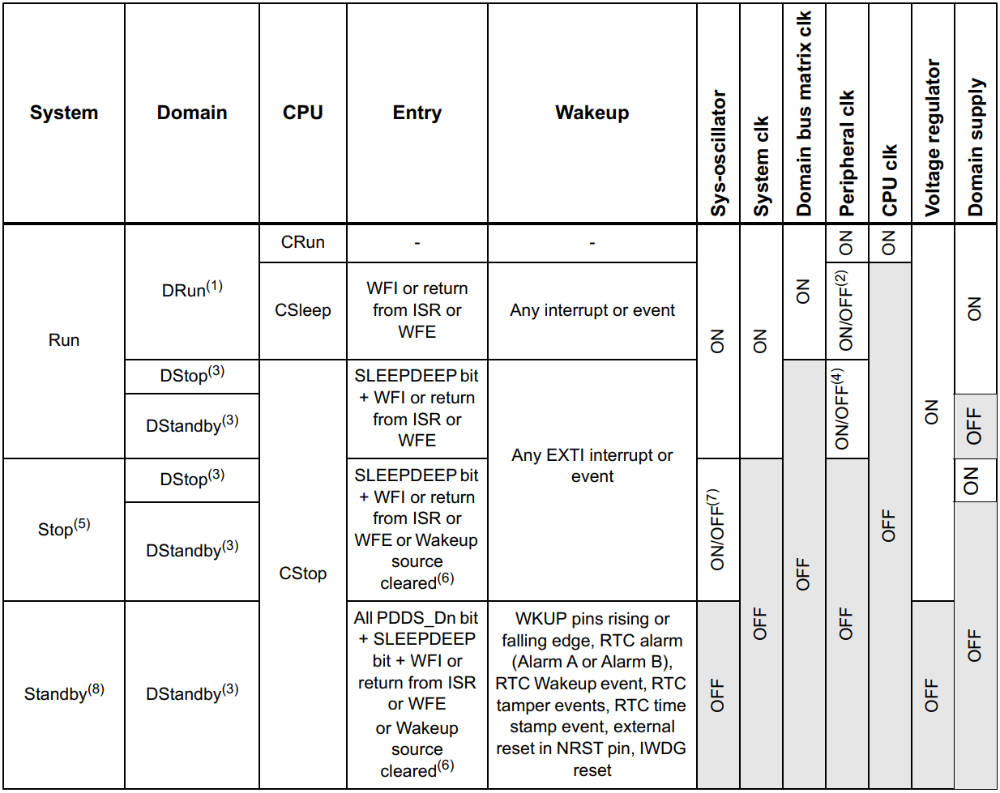 System
Domain
CPU
Entry
Wakeup
Sys-oscillator
System clk
Domain bus matrix clk
Peripheral clk
CPU clk
Voltage regulator
Domain supply
Run
DRun(1)
CRun
-
-
ON
ON
ON
ON
ON
ON
ON
CSleep
WFI or return
from ISR or
WFE
Any interrupt or event
ON/OFF(2)
OFF
DStop(3)
CStop
SLEEPDEEP bit
+ WFI or return
from ISR or
WFE
Any EXTI interrupt or
event
OFF
ON/OFF(4)
DStandby(3)
OFF
Stop(5)
DStop(3)
SLEEPDEEP bit
+ WFI or return
from ISR or
WFE or Wakeup
source
cleared(6)
ON/OFF(7)
OFF
OFF
ON
DStandby(3)
OFF
Standby(8)
DStandby(3)
All PDDS_Dn bit
+ SLEEPDEEP
bit + WFI or
return from ISR
or WFE
or Wakeup
source
cleared(6)
WKUP pins rising or
falling edge, RTC alarm
(Alarm A or Alarm B),
RTC Wakeup event, RTC
tamper events, RTC time
stamp event, external
reset in NRST pin, IWDG
reset
OFF
OFF